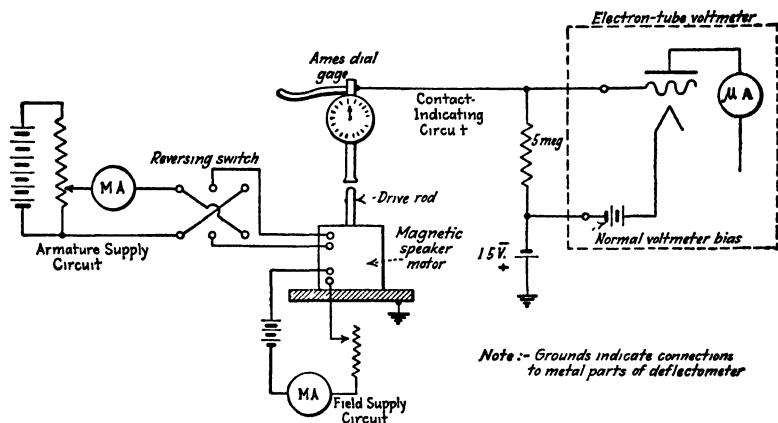 Electron-tube voltmeter
Ames dial
gage
Contact-
Indicating
Circuit
μA
5 meg
Reversing switch
MA
Drive rod
Magnetic
speaker
motor
Armature Supply
Circuit
1.5 V.
+
Normal voltmeter bias
MA
Field Supply
Circuit
Note:- Grounds indicate connections
to metal parts of deflectometer